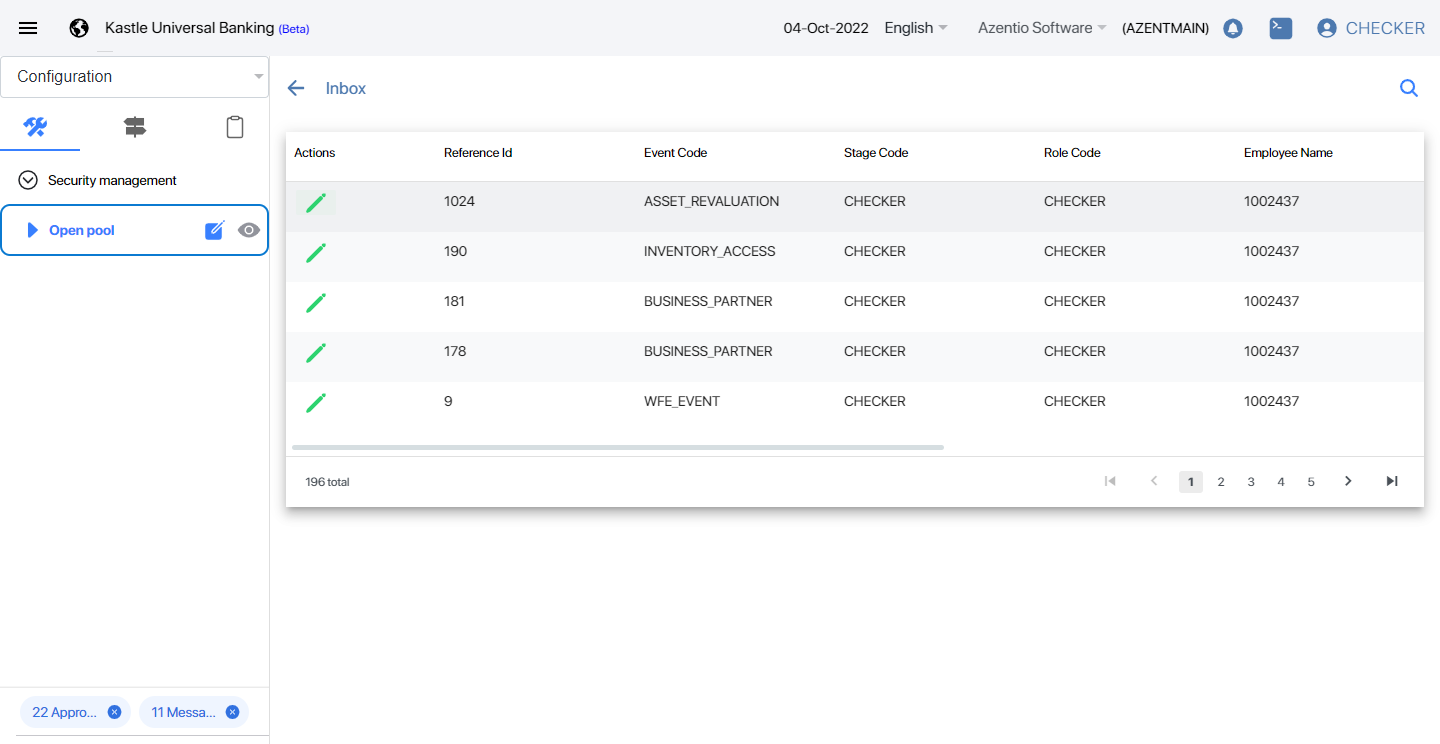 Kastle Universal Banking (Beta) 04-Oct-2022 English Azentio Software (AZENTMAIN) CHECKER
Configuration
Inbox
Security management
Open pool
Actions Reference Id Event Code Stage Code Role Code Employee Name
1024 ASSET_REVALUATION CHECKER CHECKER 1002437
190 INVENTORY_ACCESS CHECKER CHECKER 1002437
181 BUSINESS_PARTNER CHECKER CHECKER 1002437
178 BUSINESS_PARTNER CHECKER CHECKER 1002437
9 WFE_EVENT CHECKER CHECKER 1002437
196 total 1 2 3 4 5
22 Appro... 11 Messa...